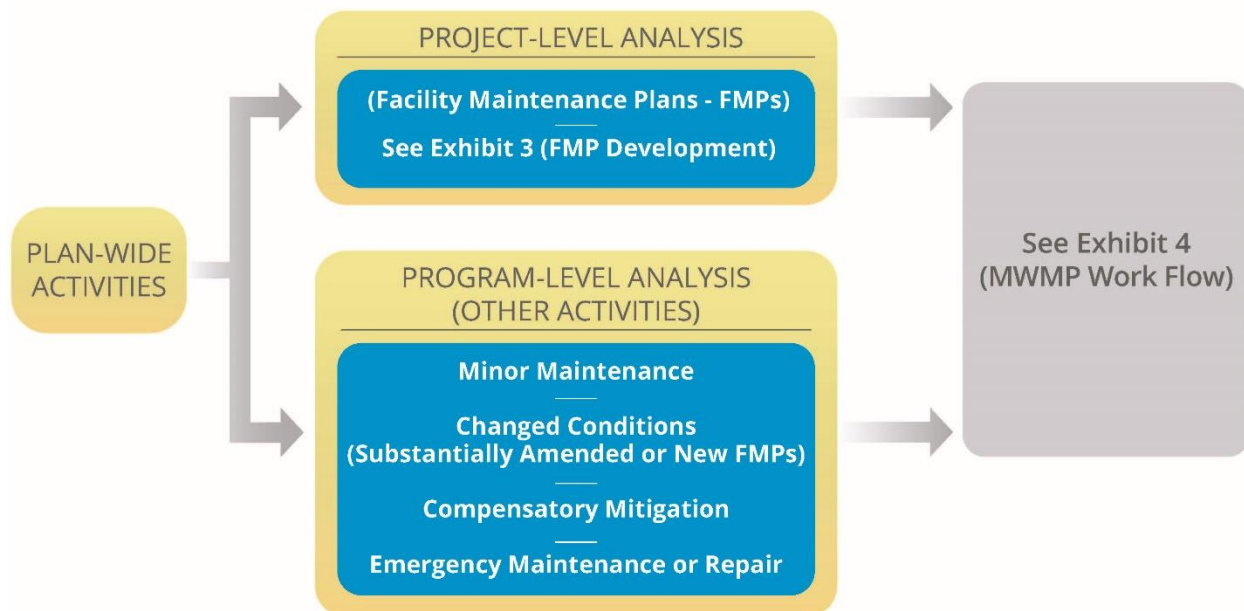 PLAN-WIDE
ACTIVITIES
PROJECT-LEVEL ANALYSIS
(Facility Maintenance Plans - FMPs)
See Exhibit 3 (FMP Development)
PROGRAM-LEVEL ANALYSIS
(OTHER ACTIVITIES)
Minor Maintenance
Changed Conditions
(Substantially Amended or New FMPs)
Compensatory Mitigation
Emergency Maintenance or Repair
See Exhibit 4
(MWMP Work Flow)